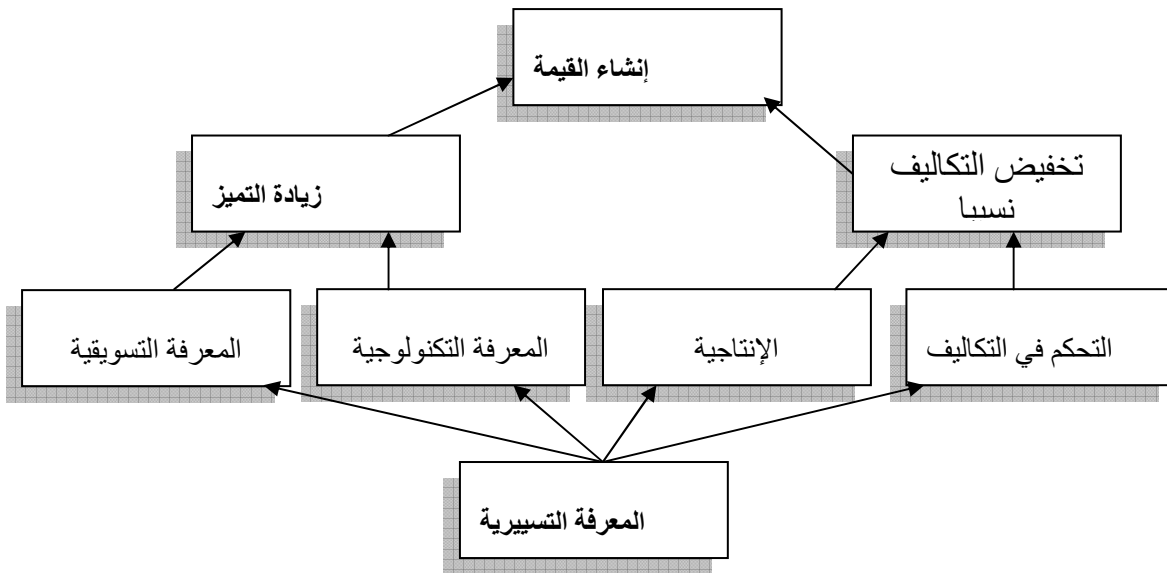 إنشاء القيمة
تخفيض التكاليف
نسبيا
زيادة التميز
التحكم في التكاليف
الإنتاجية
المعرفة التكنولوجية
المعرفة التسويقية
المعرفة التسييرية